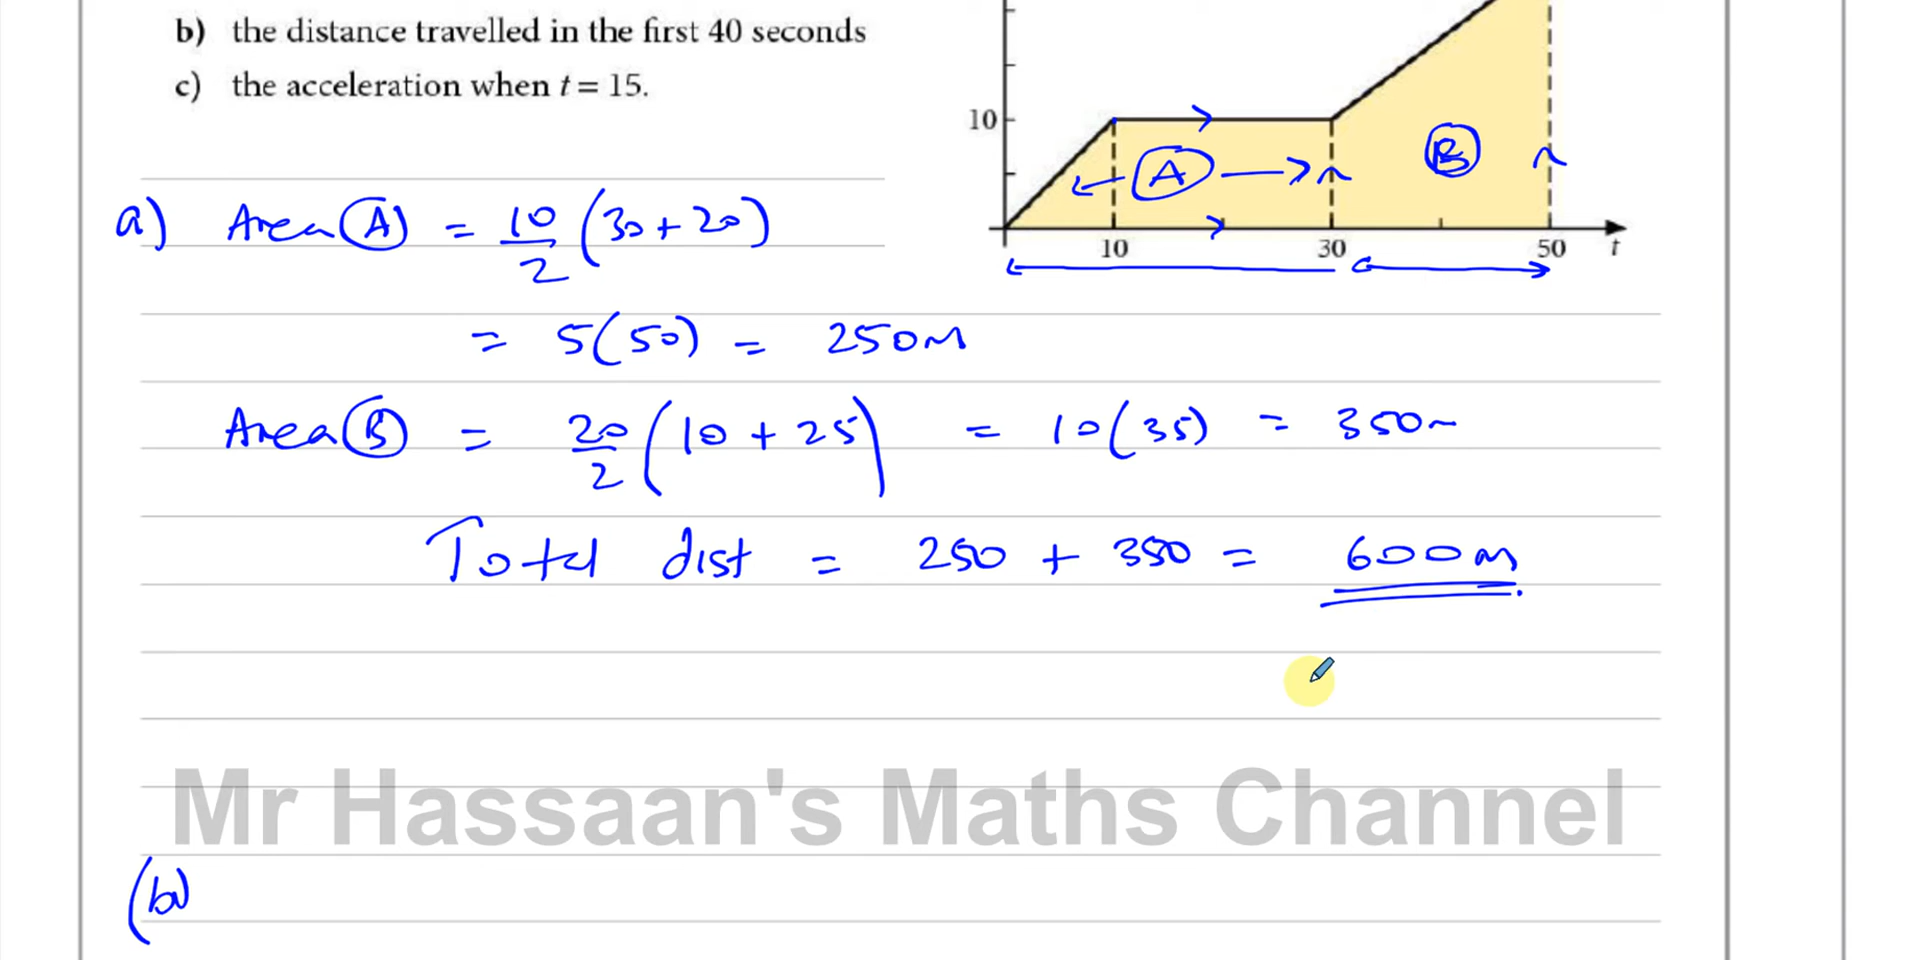 b) the distance travelled in the first 40 seconds
c) the acceleration when t = 15.
10
A
B
10 30 50 t
a) Area (A) = 10/2 (30 + 20)
= 5(50) = 250m
Area (B) = 20/2 (10 + 25) = 10(35) = 350m
Total dist = 250 + 350 = 600m
Mr Hassaan's Maths Channel
(b)